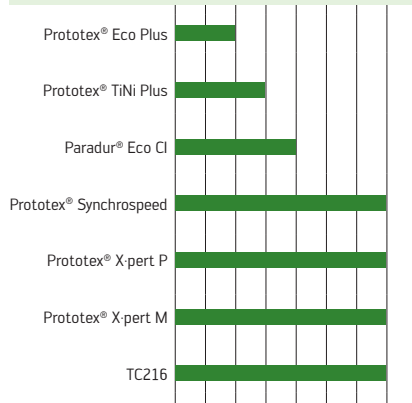 Prototex® Eco Plus
Prototex® TiNi Plus
Paradur® Eco CI
Prototex® Synchrospeed
Prototex® X·pert P
Prototex® X·pert M
TC216